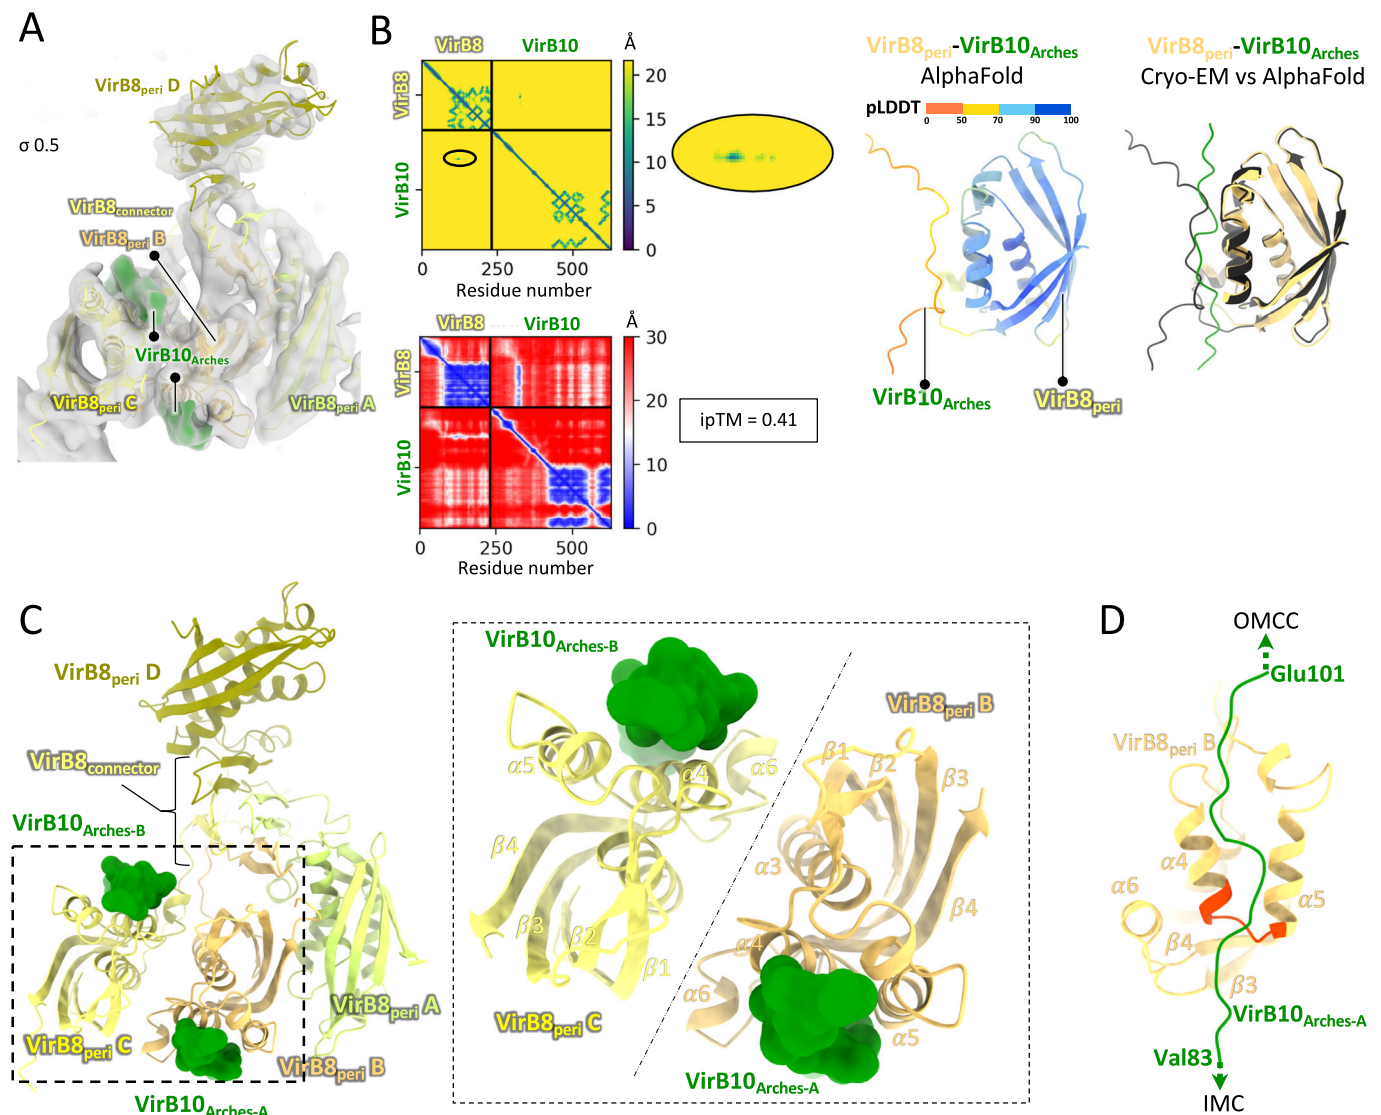 A
VirB8peri D
σ 0.5
VirB8connector
VirB8peri B
VirB10Arches
VirB8peri C
VirB8peri A
B
VirB8 VirB10
Å
VirB8
VirB10
20
15
10
5
0
0 250 500
Residue number
VirB8 VirB10
Å
VirB8
VirB10
30
20
10
0
0 250 500
Residue number
ipTM = 0.41
VirB8peri-VirB10Arches
AlphaFold
pLDDT
0 50 70 90 100
VirB10Arches
VirB8peri
VirB8peri-VirB10Arches
Cryo-EM vs AlphaFold
C
VirB8peri D
VirB8connector
VirB10Arches-B
VirB8peri A
VirB8peri C
VirB8peri B
VirB10Arches-A
VirB10Arches-B
VirB8peri B
α5
α4
α6
β1
β2
β3
β4
α3
β4
β3
β2
β1
α4
α6
α5
VirB8peri C
VirB10Arches-A
D
OMCC
Glu101
VirB8peri B
α4
α6
α5
β4
β3
VirB10Arches-A
Val83
IMC